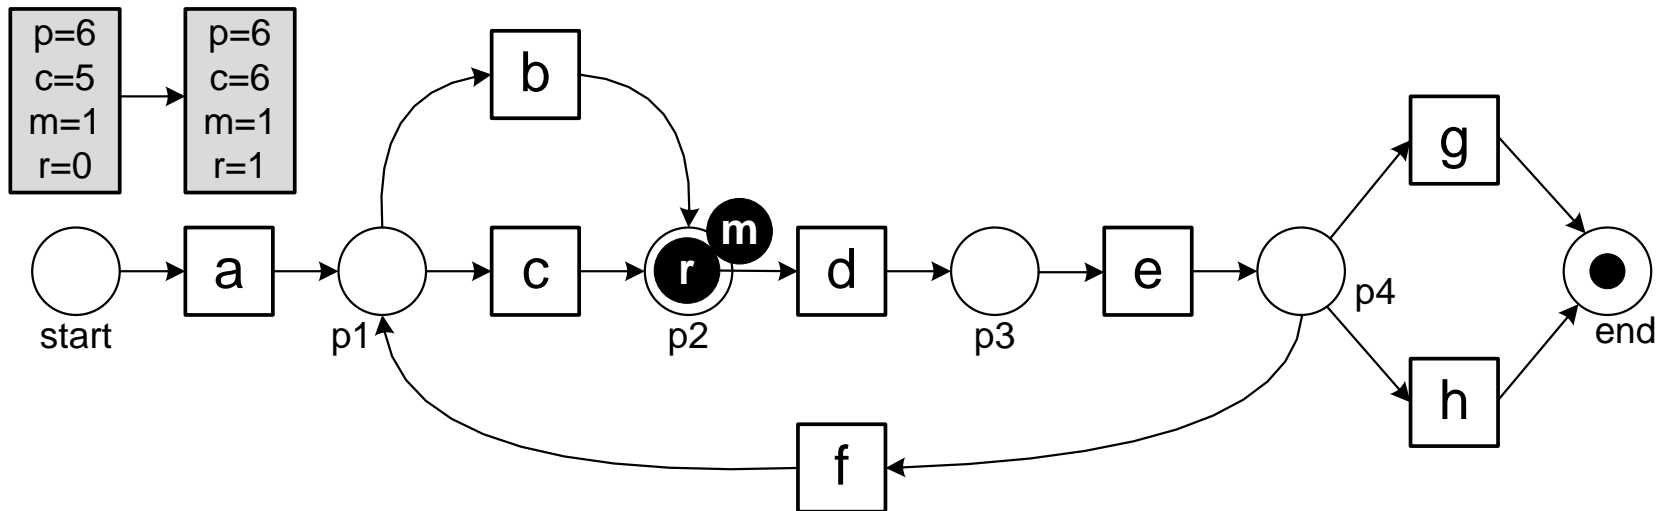 p=6
c=5
m=1
r=0
p=6
c=6
m=1
r=1
b
g
m
a
c
r
d
e
start
p1
p2
p3
p4
end
h
f